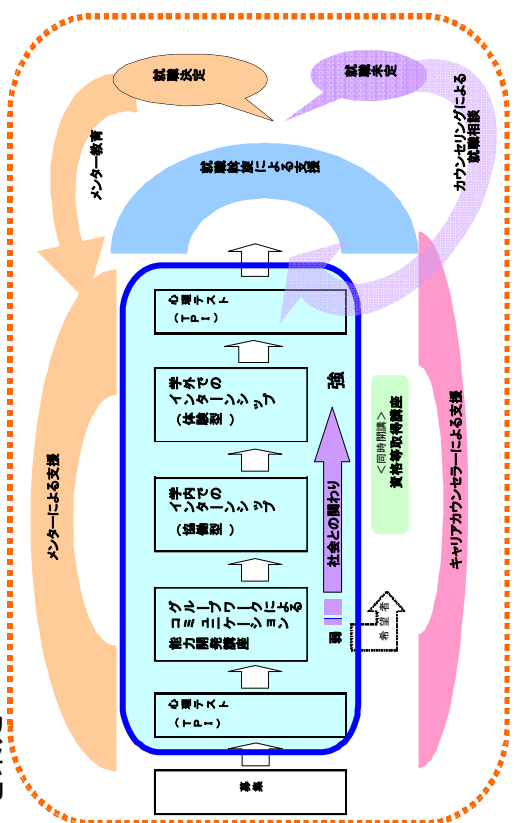 就職決定
就職未定
メンター教育
カウンセリングによる
就職相談
就職斡旋による支援
メンターによる支援
募集
心理テスト
（ＴＰＩ）
グループワークによる
コミュニケーション
能力開発講座
学内での
インターンシップ
（協働型）
学外での
インターンシップ
（体験型）
心理テスト
（ＴＰＩ）
弱
社会との関わり
強
希望者
＜同時開講＞
資格等取得講座
キャリアカウンセラーによる支援